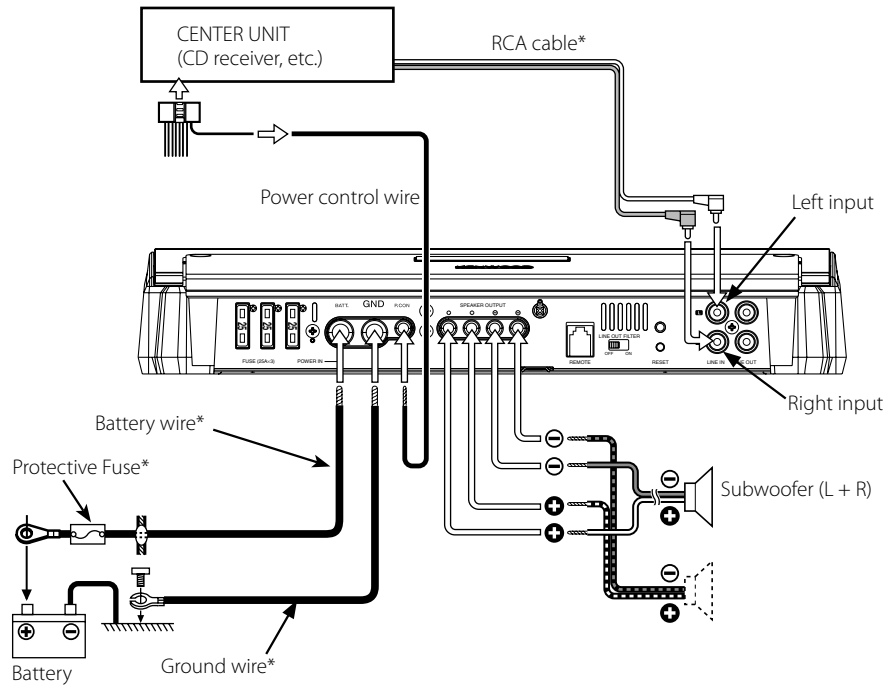 CENTER UNIT
(CD receiver, etc.)
RCA cable*
Power control wire
Left input
BATT.
GND
P.CON
SPEAKER OUTPUT
LINE OUT FILTER
OFF
ON
FUSE (25A×3)
POWER IN
REMOTE
RESET
LINE IN
LINE OUT
Right input
Battery wire*
Protective Fuse*
Subwoofer (L + R)
Ground wire*
Battery